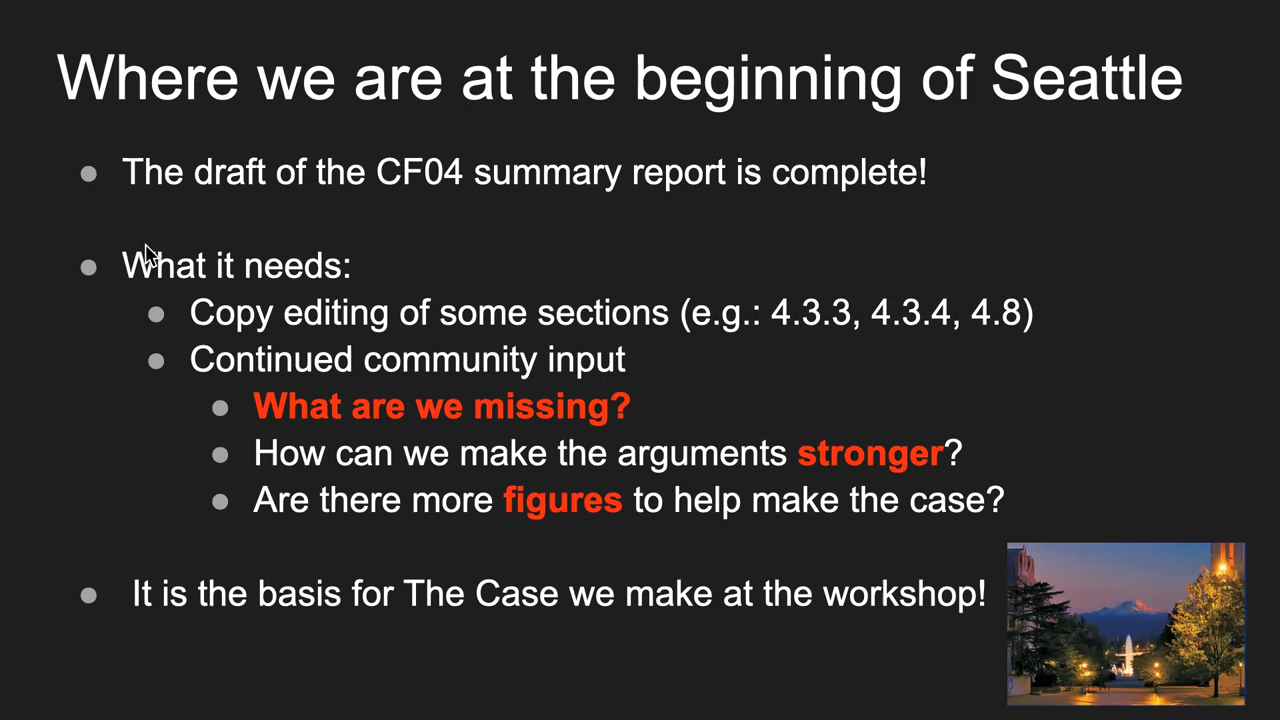 Where we are at the beginning of Seattle
The draft of the CF04 summary report is complete!
What it needs:
Copy editing of some sections (e.g.: 4.3.3, 4.3.4, 4.8)
Continued community input
What are we missing?
How can we make the arguments stronger?
Are there more figures to help make the case?
It is the basis for The Case we make at the workshop!